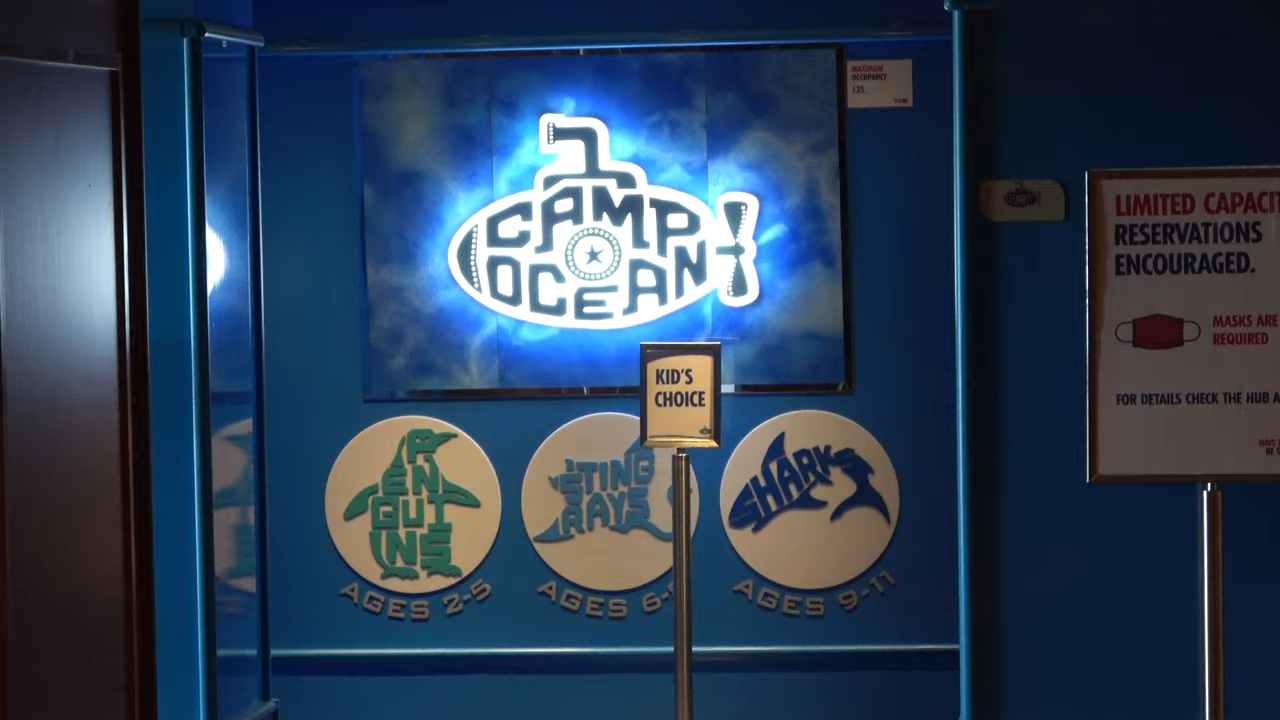 MAXIMUM
OCCUPANCY
125
CAMP
OCEAN
LIMITED CAPACI
RESERVATIONS
ENCOURAGED.
MASKS ARE
REQUIRED
FOR DETAILS CHECK THE HUB A
KID'S
CHOICE
PENGUINS
AGES 2-5
STING
RAYS
AGES 6-
SHARKS
AGES 9-11